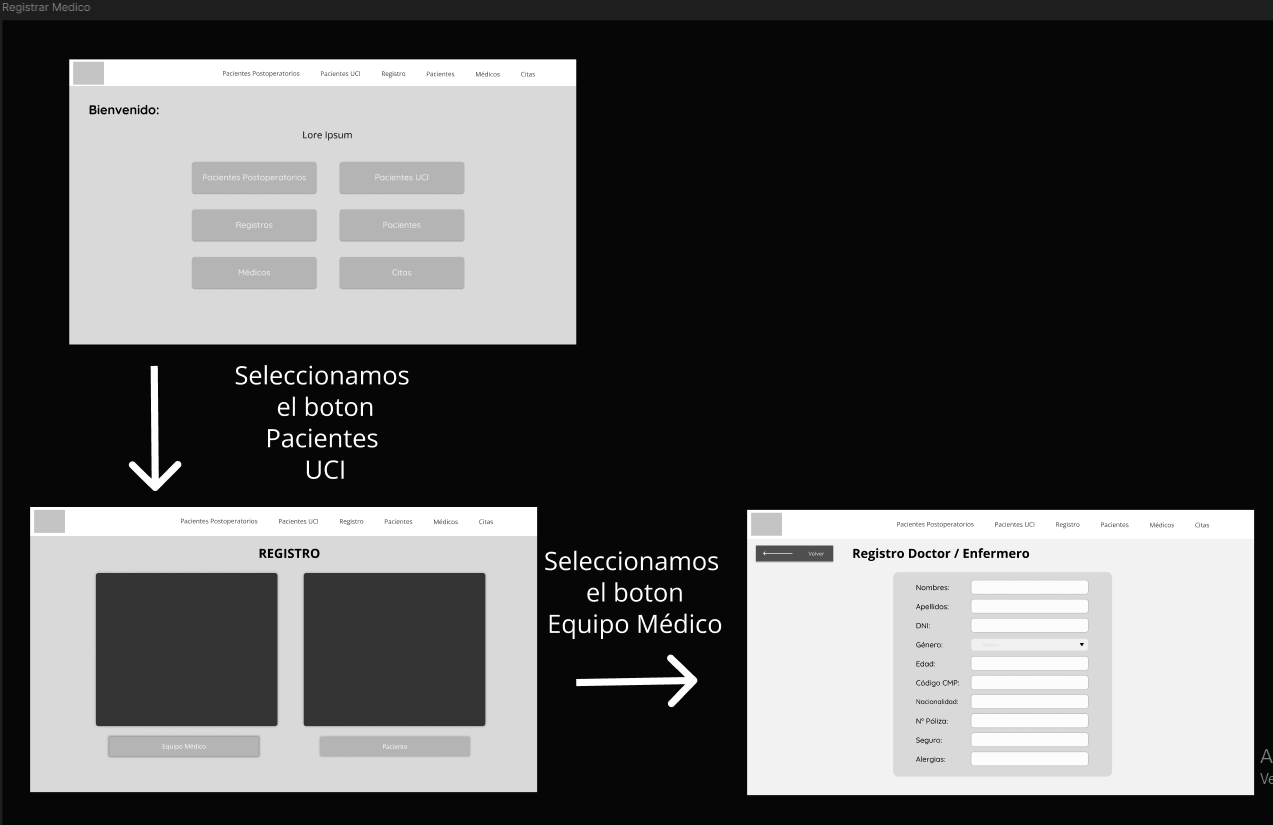 Registrar Medico
Pacientes Postoperatorios Pacientes UCI Registro Pacientes Médicos Citas
Bienvenido:
Lore Ipsum
Pacientes Postoperatorios Pacientes UCI
Registros Pacientes
Médicos Citas
Seleccionamos
el boton
Pacientes
UCI
Pacientes Postoperatorios Pacientes UCI Registro Pacientes Médicos Citas
REGISTRO
Equipo Médico Paciente
Seleccionamos
el boton
Equipo Médico
Pacientes Postoperatorios Pacientes UCI Registro Pacientes Médicos Citas
Volver Registro Doctor / Enfermero
Nombres:
Apellidos:
DNI:
Género:
Edad:
Código CMP:
Nacionalidad:
Nº Póliza:
Seguro:
Alergias: